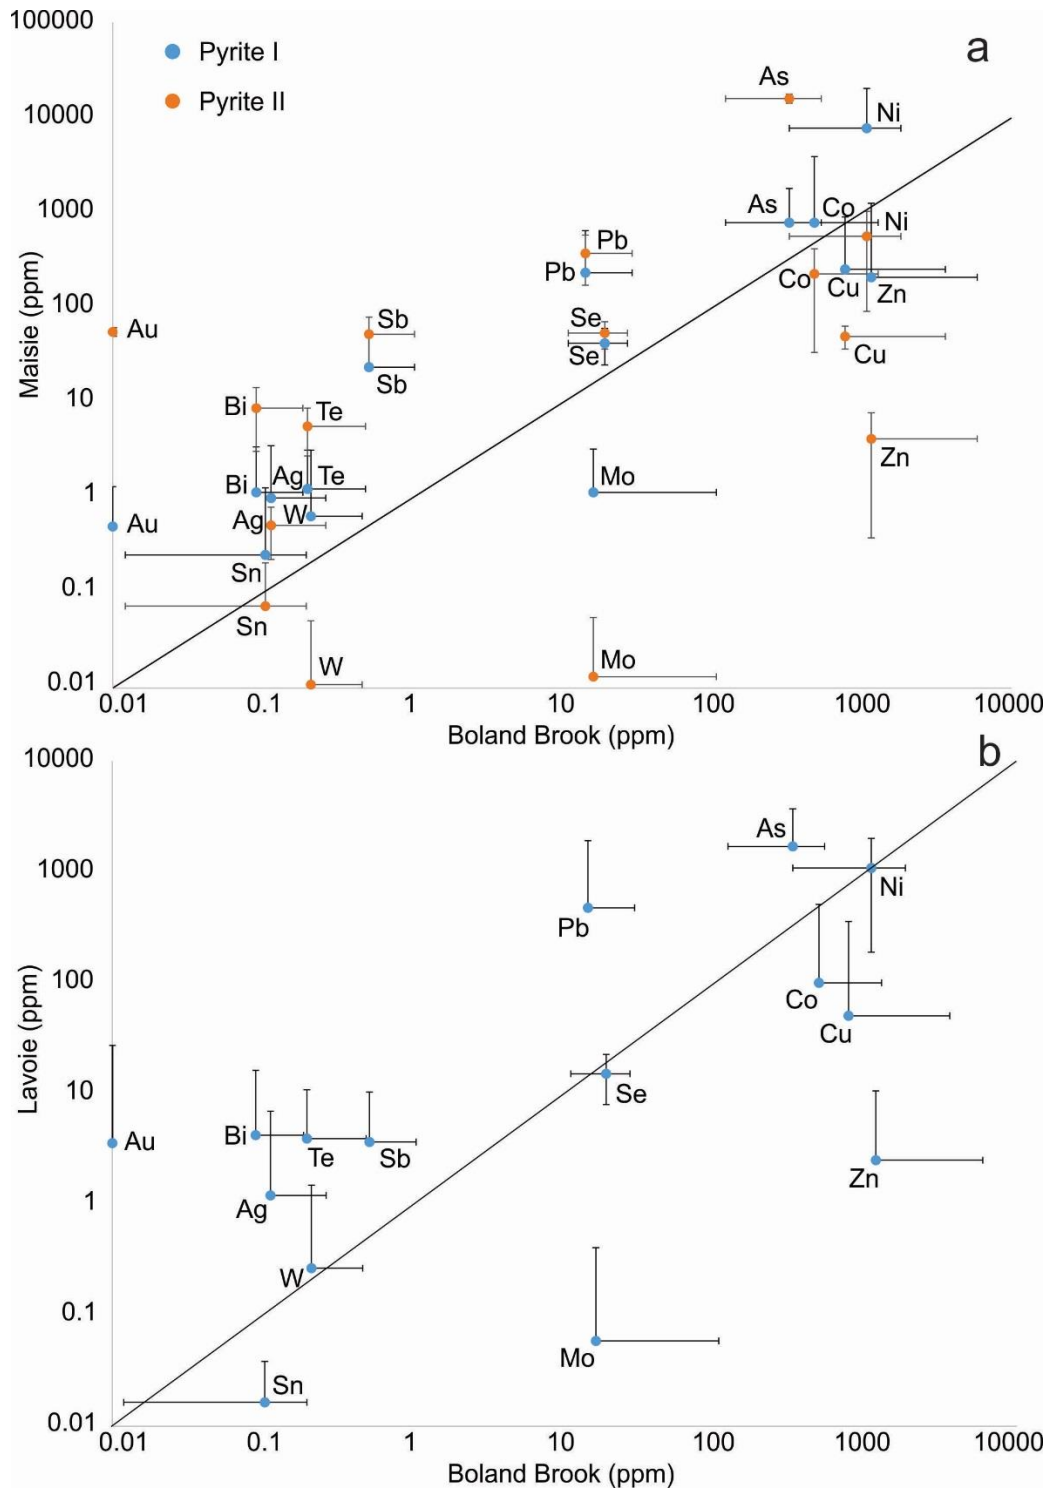 100000
a
Pyrite I
Pyrite II
As
10000
Ni
1000
As
Co
Ni
Pb
Pb
Co
Cu
Zn
100
Au
Sb
Se
Se
Cu
Sb
10
Bi
Te
Zn
Bi
Ag
Te
Mo
1
Au
Ag
W
Sn
0.1
Sn
W
Mo
0.01
Maisie (ppm)
0.01
0.1
1
10
100
1000
10000
Boland Brook (ppm)
b
10000
As
1000
Ni
Pb
100
Co
Cu
10
Se
Au
Bi
Te
Sb
Zn
1
Ag
W
0.1
Mo
Sn
0.01
Lavoie (ppm)
0.01
0.1
1
10
100
1000
10000
Boland Brook (ppm)